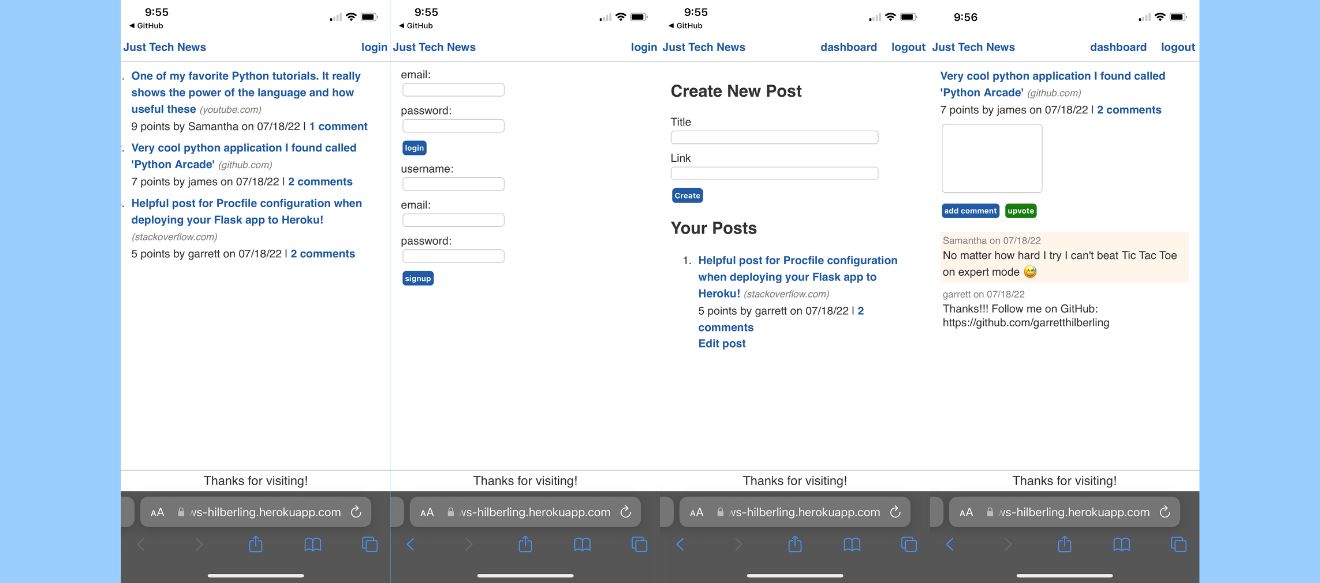 9:55
◀ GitHub
Just Tech News login
One of my favorite Python tutorials. It really
shows the power of the language and how
useful these (youtube.com)
9 points by Samantha on 07/18/22 | 1 comment
Very cool python application I found called
'Python Arcade' (github.com)
7 points by james on 07/18/22 | 2 comments
Helpful post for Procfile configuration when
deploying your Flask app to Heroku!
(stackoverflow.com)
5 points by garrett on 07/18/22 | 2 comments
Thanks for visiting!
AA ws-hilberling.herokuapp.com
9:55
◀ GitHub
Just Tech News login
email:
password:
login
username:
email:
password:
signup
Thanks for visiting!
AA ws-hilberling.herokuapp.com
9:55
◀ GitHub
Just Tech News dashboard logout
Create New Post
Title
Link
Create
Your Posts
1. Helpful post for Procfile configuration
when deploying your Flask app to
Heroku! (stackoverflow.com)
5 points by garrett on 07/18/22 | 2
comments
Edit post
Thanks for visiting!
AA ws-hilberling.herokuapp.com
9:56
Just Tech News dashboard logout
Very cool python application I found called
'Python Arcade' (github.com)
7 points by james on 07/18/22 | 2 comments
add comment upvote
Samantha on 07/18/22
No matter how hard I try I can't beat Tic Tac Toe
on expert mode 😅
garrett on 07/18/22
Thanks!!! Follow me on GitHub:
https://github.com/garretthilberling
Thanks for visiting!
AA ws-hilberling.herokuapp.com